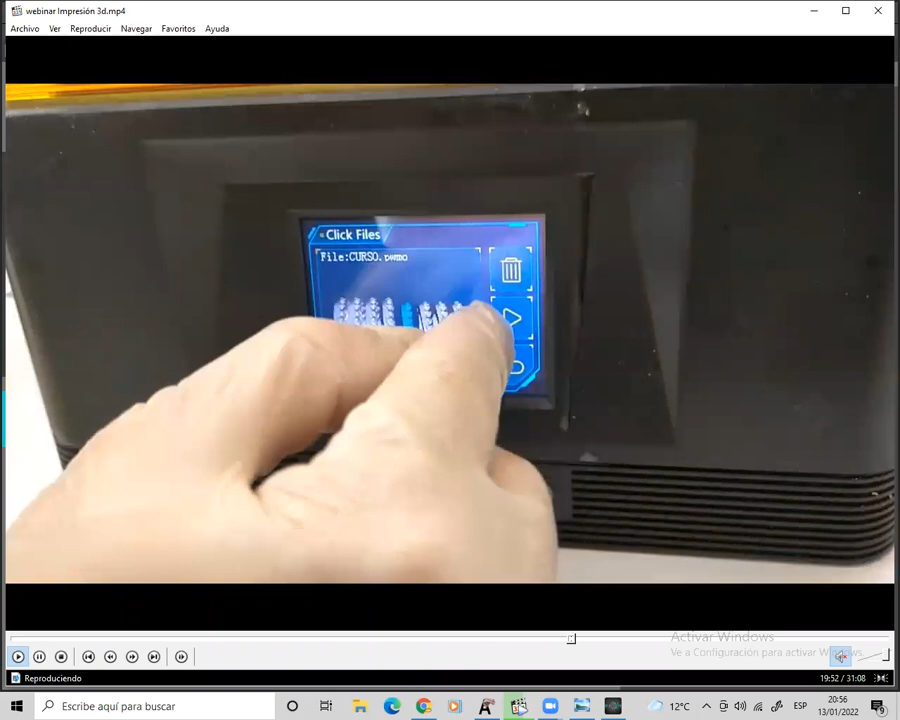 webinar Impresión 3d.mp4
Archivo Ver Reproducir Navegar Favoritos Ayuda
Click Files
File:CURSO.pwmo
Activar Windows
Ve a Configuración para activar Windows.
Reproduciendo
19:52 / 31:08
Escribe aquí para buscar
12°C
ESP
20:56
13/01/2022
9